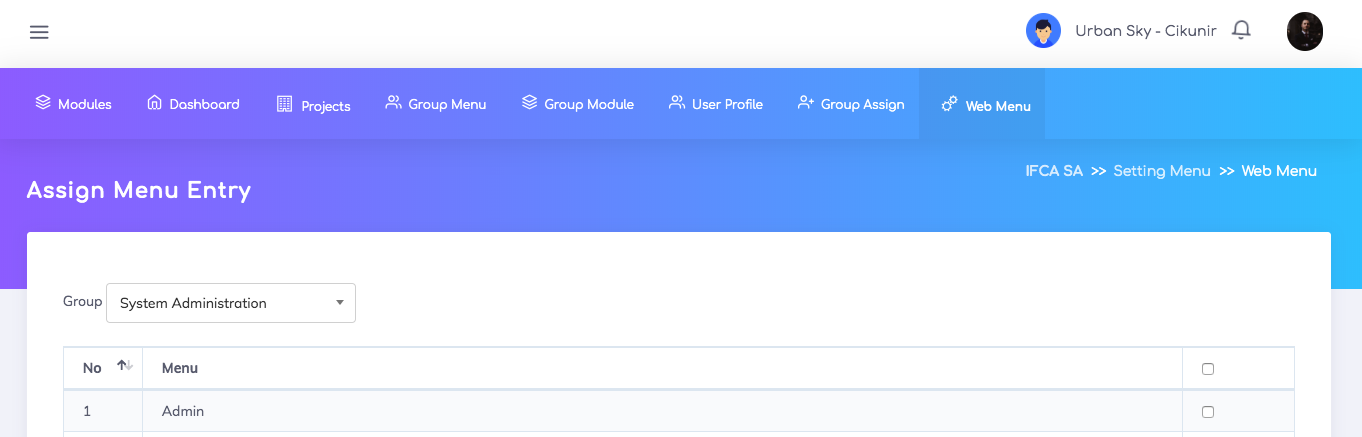 Urban Sky - Cikunir
Modules Dashboard Projects Group Menu Group Module User Profile Group Assign Web Menu
IFCA SA >> Setting Menu >> Web Menu
Assign Menu Entry
Group System Administration
No Menu
1 Admin